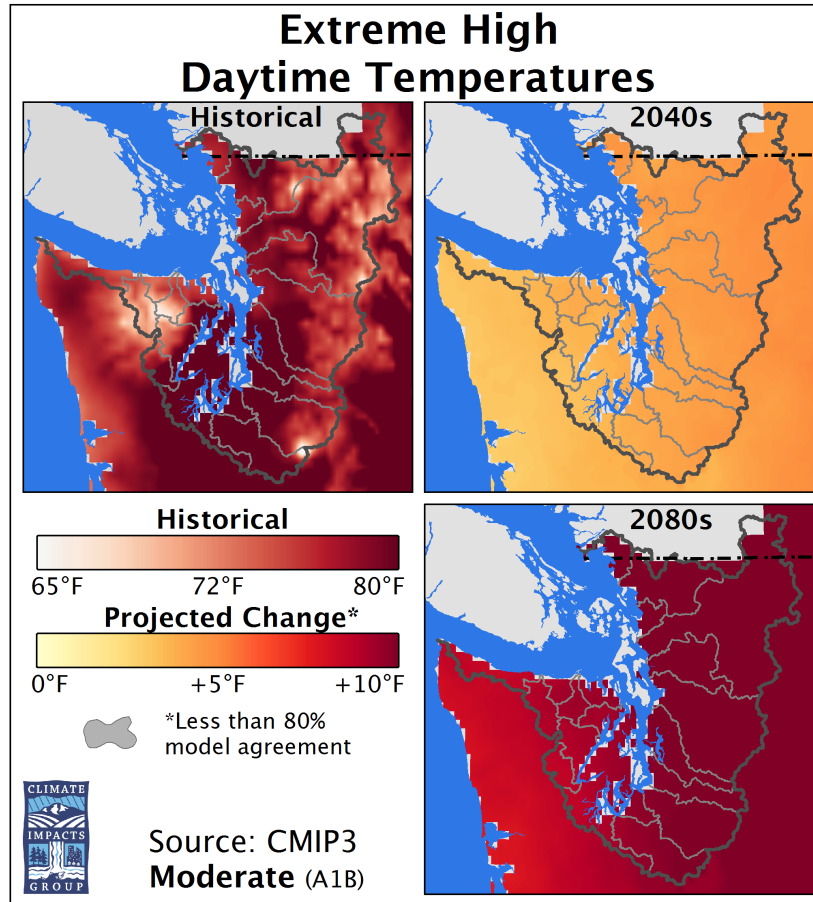 Extreme High
Daytime Temperatures
Historical
2040s
Historical
65°F 72°F 80°F
Projected Change*
0°F +5°F +10°F
*Less than 80%
model agreement
2080s
CLIMATE
IMPACTS
GROUP
Source: CMIP3
Moderate (A1B)